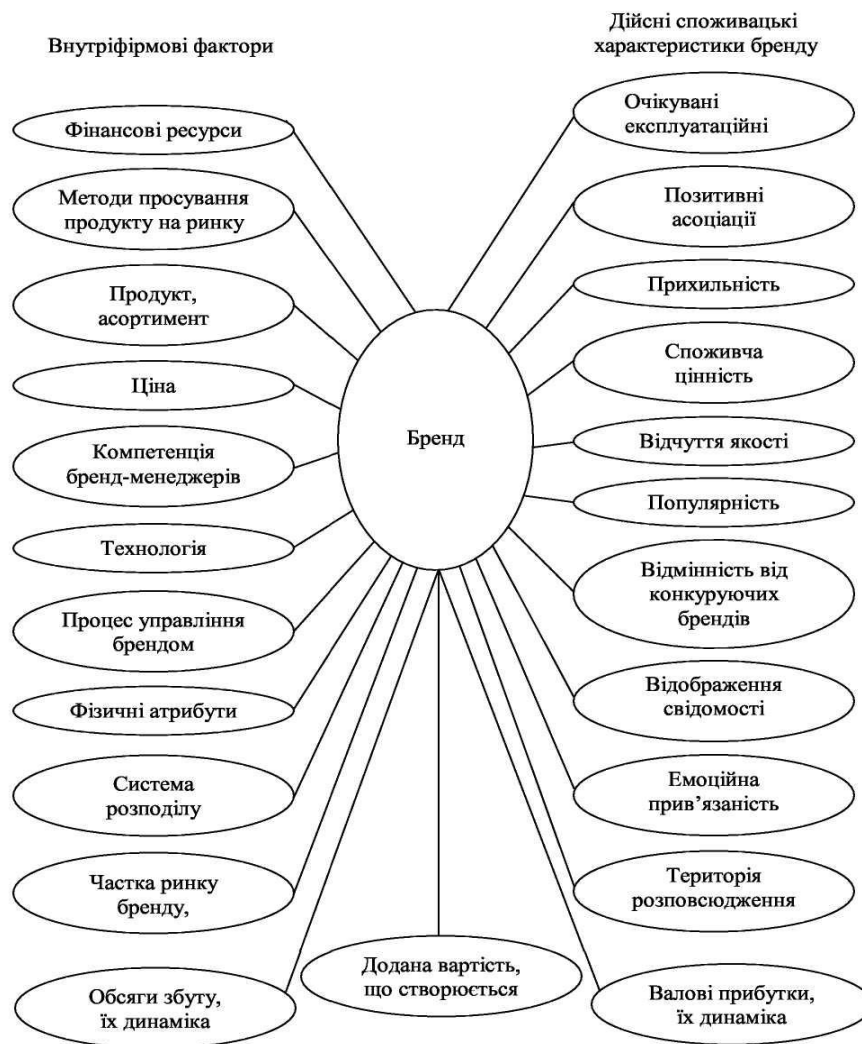 Внутріфірмові фактори
Фінансові ресурси
Методи просування
продукту на ринку
Продукт,
асортимент
Ціна
Компетенція
бренд-менеджерів
Технологія
Процес управління
брендом
Фізичні атрибути
Система
розподілу
Частка ринку
бренду,
Обсяги збуту,
їх динаміка
Бренд
Додана вартість,
що створюється
Дійсні споживацькі
характеристики бренду
Очікувані
експлуатаційні
Позитивні
асоціації
Прихильність
Споживча
цінність
Відчуття якості
Популярність
Відмінність від
конкуруючих
брендів
Відображення
свідомості
Емоційна
прив’язаність
Територія
розповсюдження
Валові прибутки,
їх динаміка